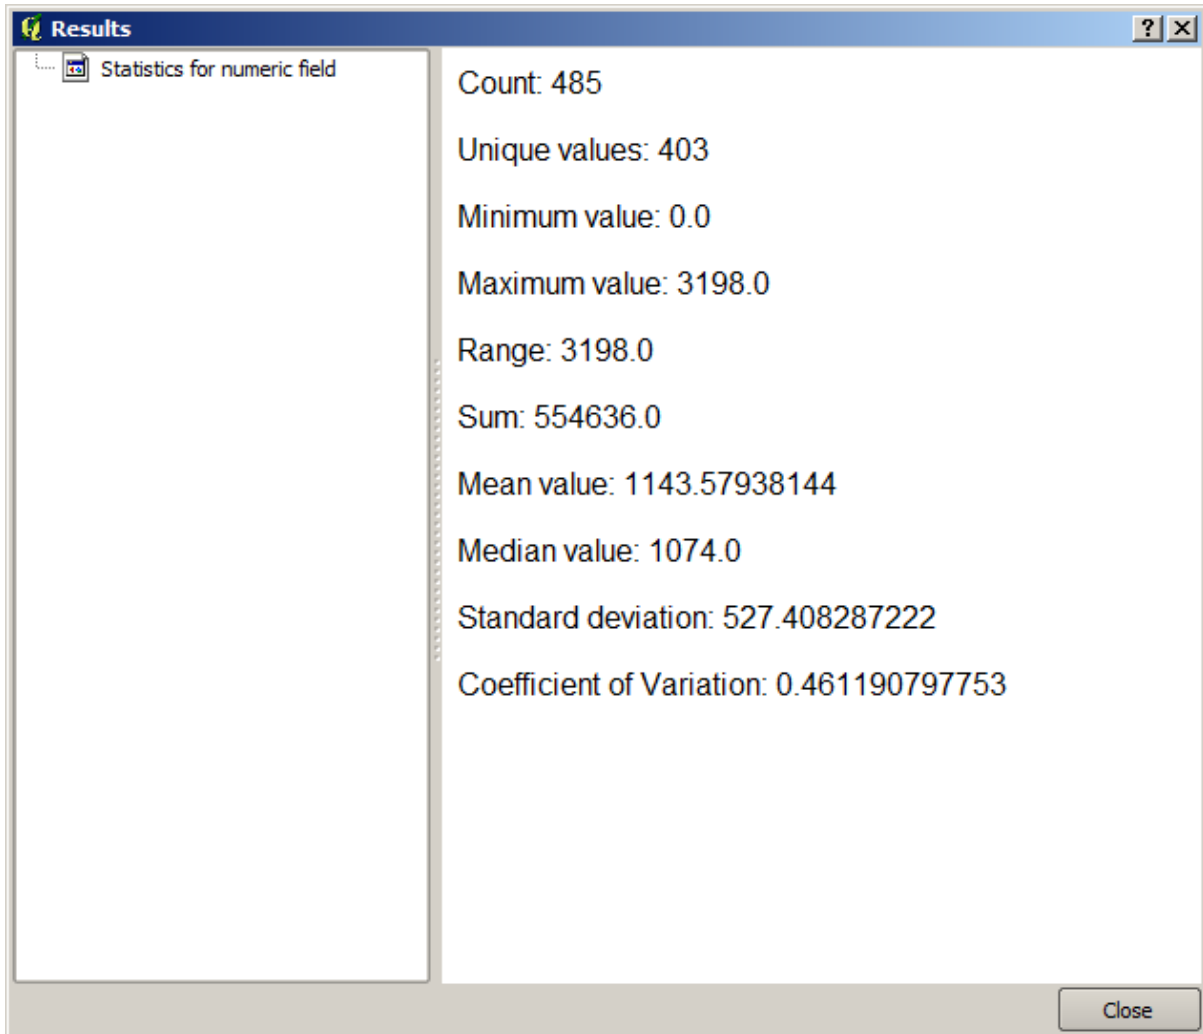 Results
Statistics for numeric field
Count: 485
Unique values: 403
Minimum value: 0.0
Maximum value: 3198.0
Range: 3198.0
Sum: 554636.0
Mean value: 1143.57938144
Median value: 1074.0
Standard deviation: 527.408287222
Coefficient of Variation: 0.461190797753
Close